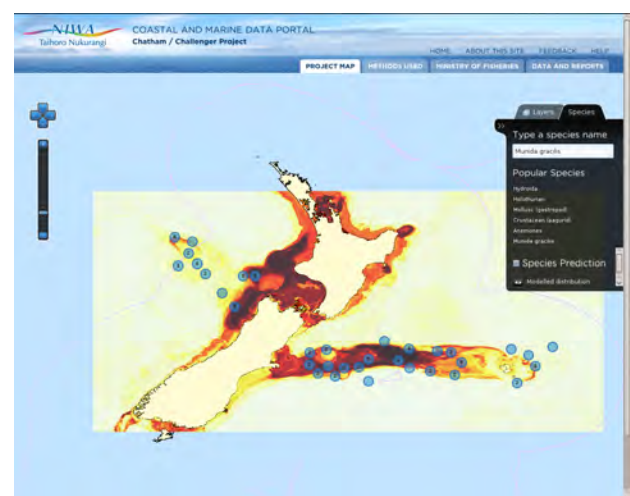 NIWA
Taihoro Nukurangi
COASTAL AND MARINE DATA PORTAL
Chatham / Challenger Project
HOME ABOUT THIS SITE FEEDBACK HELP
PROJECT MAP METHODS USED MINISTRY OF FISHERIES DATA AND REPORTS
Layers Species
Type a species name
Munida gracilis
Popular Species
Hydroida
Holothurian
Mollusc (gastropod)
Crustacean (pagurid)
Anemones
Munida gracilis
Species Prediction
Modelled distribution